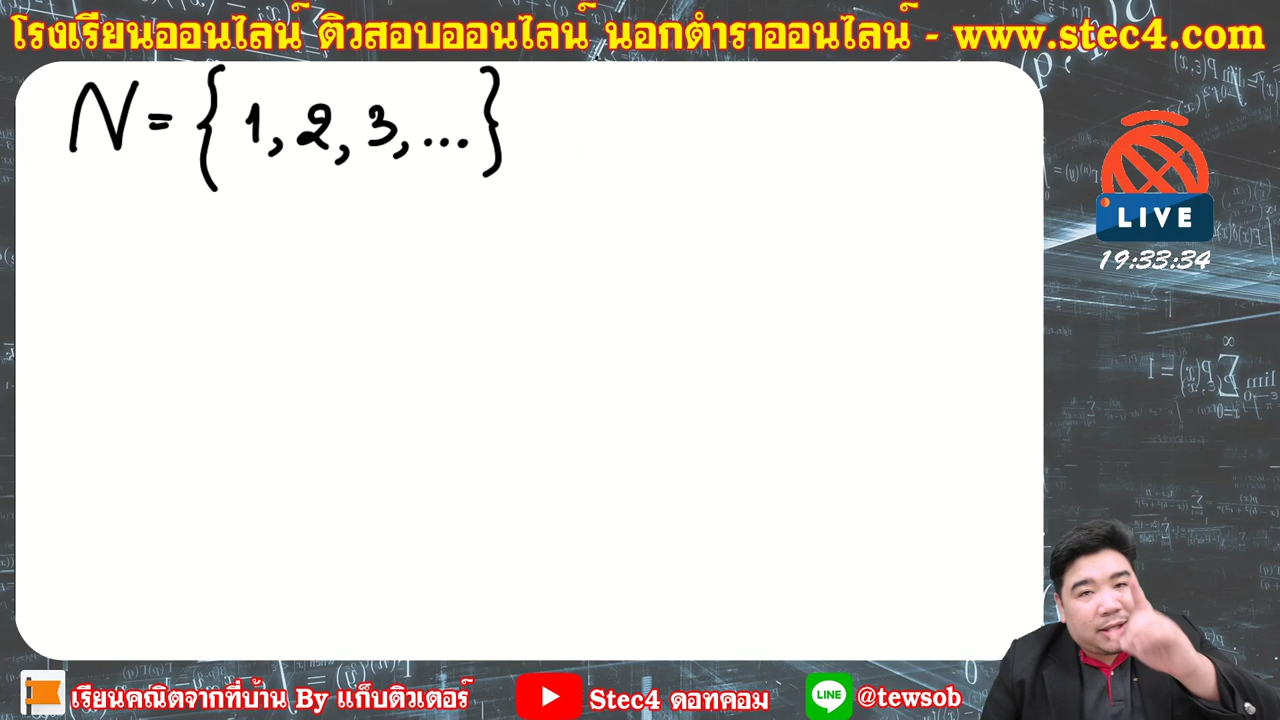 โรงเรียนออนไลน์ ติวสอบออนไลน์ นอกตำราออนไลน์ - www.stec4.com
N = { 1, 2, 3, ... }
LIVE
19:33:34
เรียนคณิตจากที่บ้าน By แก็บติวเตอร์
Stec4 ดอทคอม
LINE
@tewsob